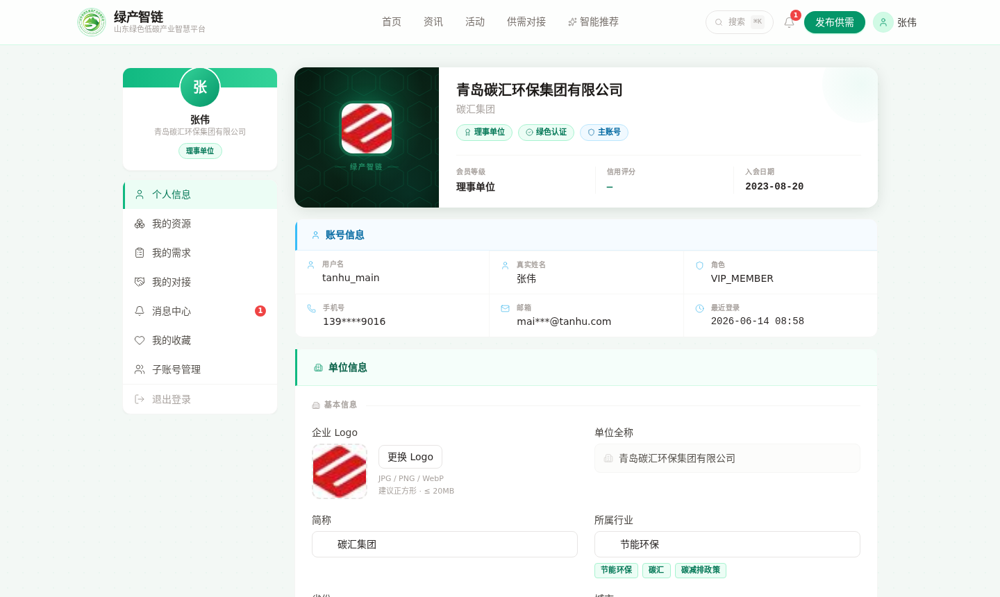 绿产智链
山东绿色低碳产业智慧平台
首页
资讯
活动
供需对接
智能推荐
搜索
⌘K
1
发布供需
张伟
张
张伟
青岛碳汇环保集团有限公司
理事单位
个人信息
我的资源
我的需求
我的对接
消息中心
1
我的收藏
子账号管理
退出登录
绿产智链
青岛碳汇环保集团有限公司
碳汇集团
理事单位
绿色认证
主账号
会员等级
理事单位
信用评分
—
入会日期
2023-08-20
账号信息
用户名
tanhu_main
真实姓名
张伟
角色
VIP_MEMBER
手机号
139****9016
邮箱
mai***@tanhu.com
最近登录
2026-06-14 08:58
单位信息
基本信息
企业 Logo
更换 Logo
JPG / PNG / WebP
建议正方形 · ≤ 20MB
单位全称
青岛碳汇环保集团有限公司
简称
碳汇集团
所属行业
节能环保
节能环保
碳汇
碳减排政策